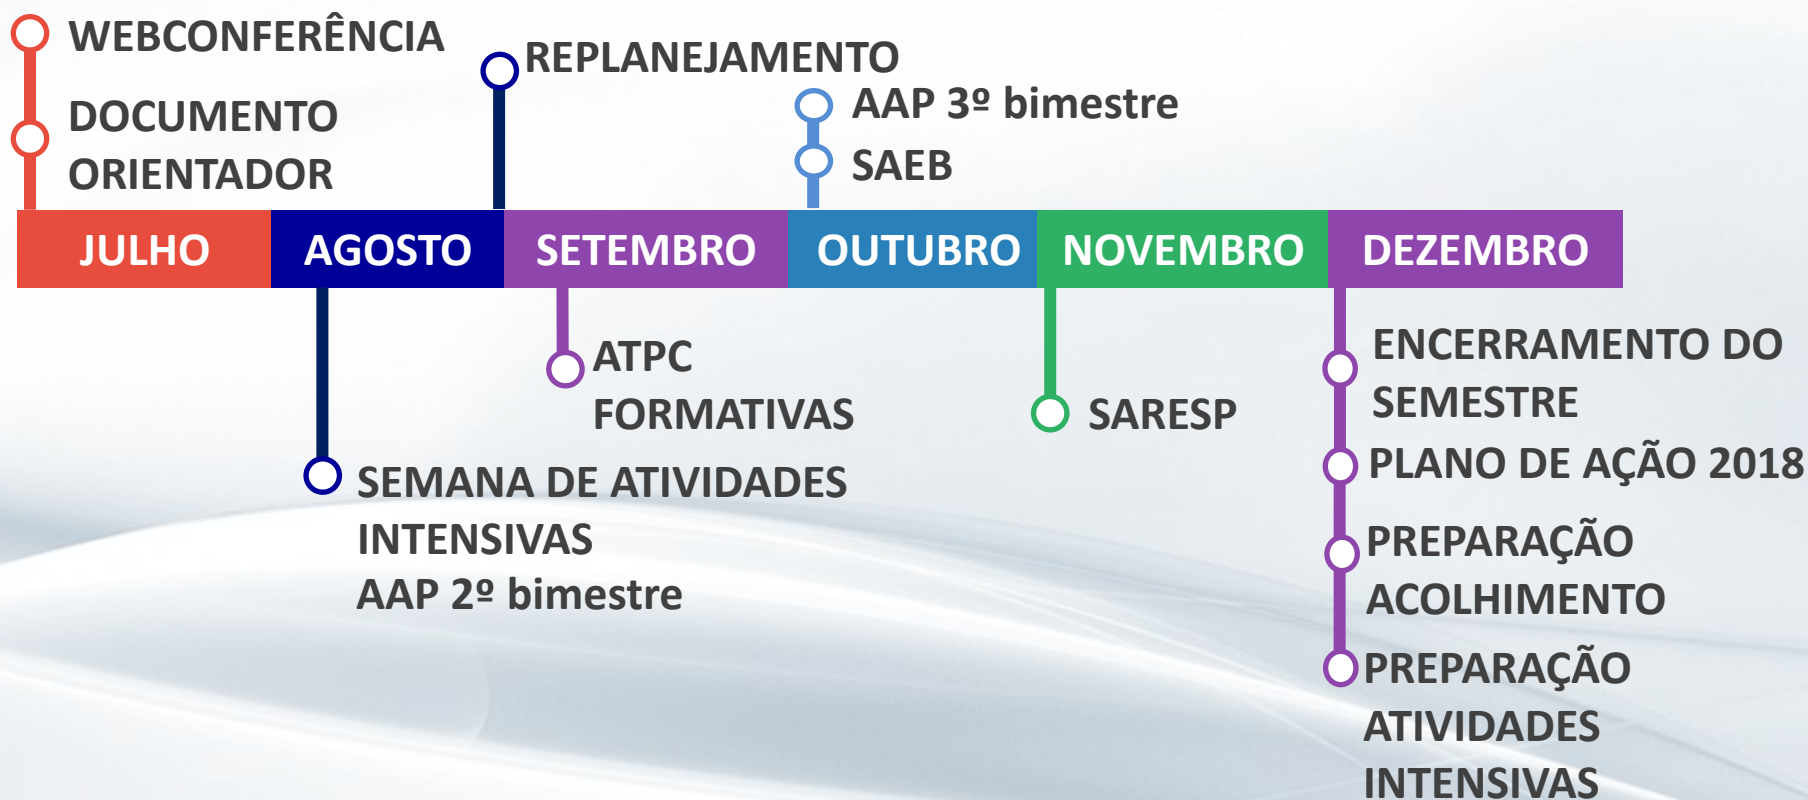 WEBCONFERÊNCIA
DOCUMENTO
ORIENTADOR
REPLANEJAMENTO
AAP 3º bimestre
SAEB
JULHO
AGOSTO
SETEMBRO
OUTUBRO
NOVEMBRO
DEZEMBRO
SEMANA DE ATIVIDADES
INTENSIVAS
AAP 2º bimestre
ATPC
FORMATIVAS
SARESP
ENCERRAMENTO DO
SEMESTRE
PLANO DE AÇÃO 2018
PREPARAÇÃO
ACOLHIMENTO
PREPARAÇÃO
ATIVIDADES
INTENSIVAS